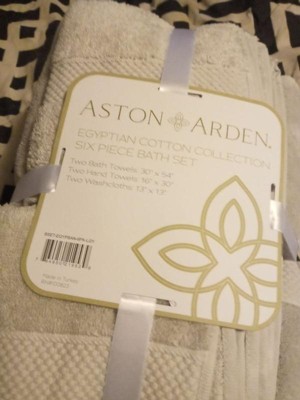 ASTON ARDEN®
EGYPTIAN COTTON COLLECTION
SIX PIECE BATH SET
Two Bath Towels: 30" x 54"
Two Hand Towels: 16" x 30"
Two Washcloths: 13" x 13"
Made in Turkey